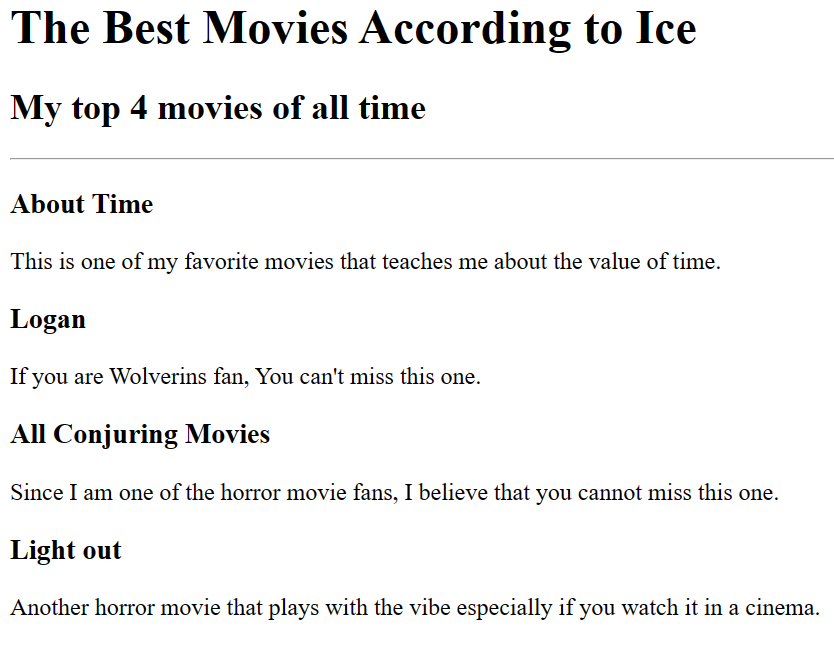 The Best Movies According to Ice
My top 4 movies of all time
About Time
This is one of my favorite movies that teaches me about the value of time.
Logan
If you are Wolverins fan, You can't miss this one.
All Conjuring Movies
Since I am one of the horror movie fans, I believe that you cannot miss this one.
Light out
Another horror movie that plays with the vibe especially if you watch it in a cinema.